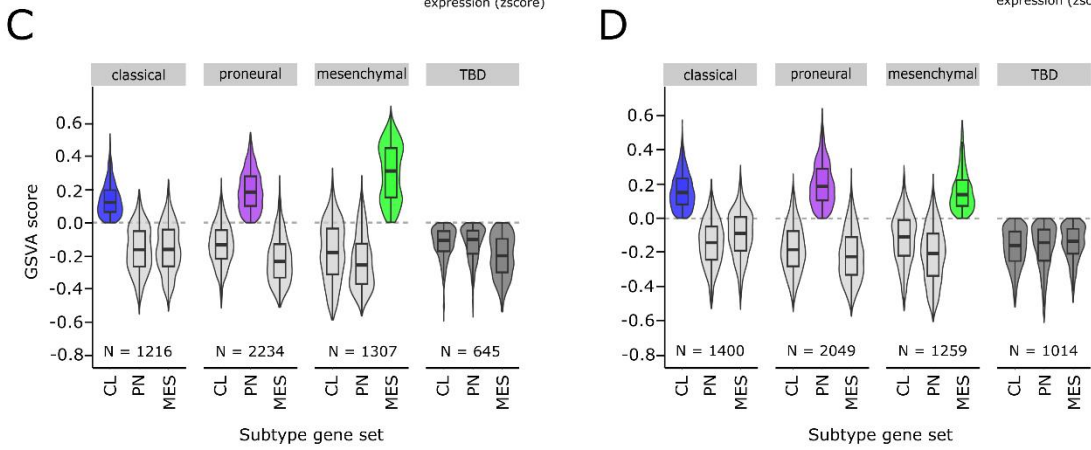 expression (zscore)
expression (zsc
C
D
classical proneural mesenchymal TBD
classical proneural mesenchymal TBD
GSVA score
0.6
0.4
0.2
0.0
-0.2
-0.4
-0.6
-0.8
N = 1216 N = 2234 N = 1307 N = 645
CL PN MES CL PN MES CL PN MES CL PN MES
Subtype gene set
0.6
0.4
0.2
0.0
-0.2
-0.4
-0.6
-0.8
N = 1400 N = 2049 N = 1259 N = 1014
CL PN MES CL PN MES CL PN MES CL PN MES
Subtype gene set